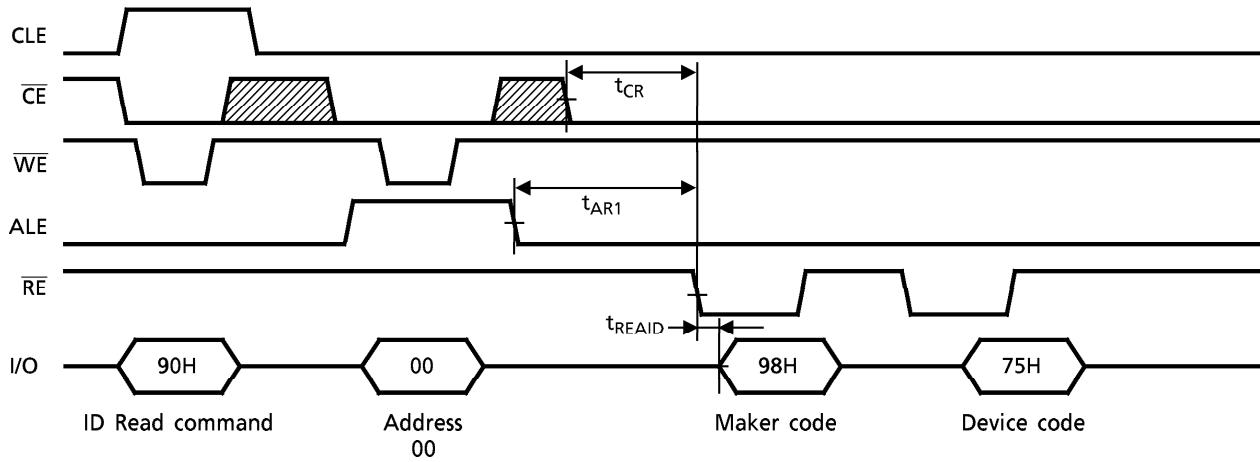 CLE
CE
tCR
WE
tAR1
ALE
RE
tREAID
I/O 90H 00 98H 75H
ID Read command Address Maker code Device code
00